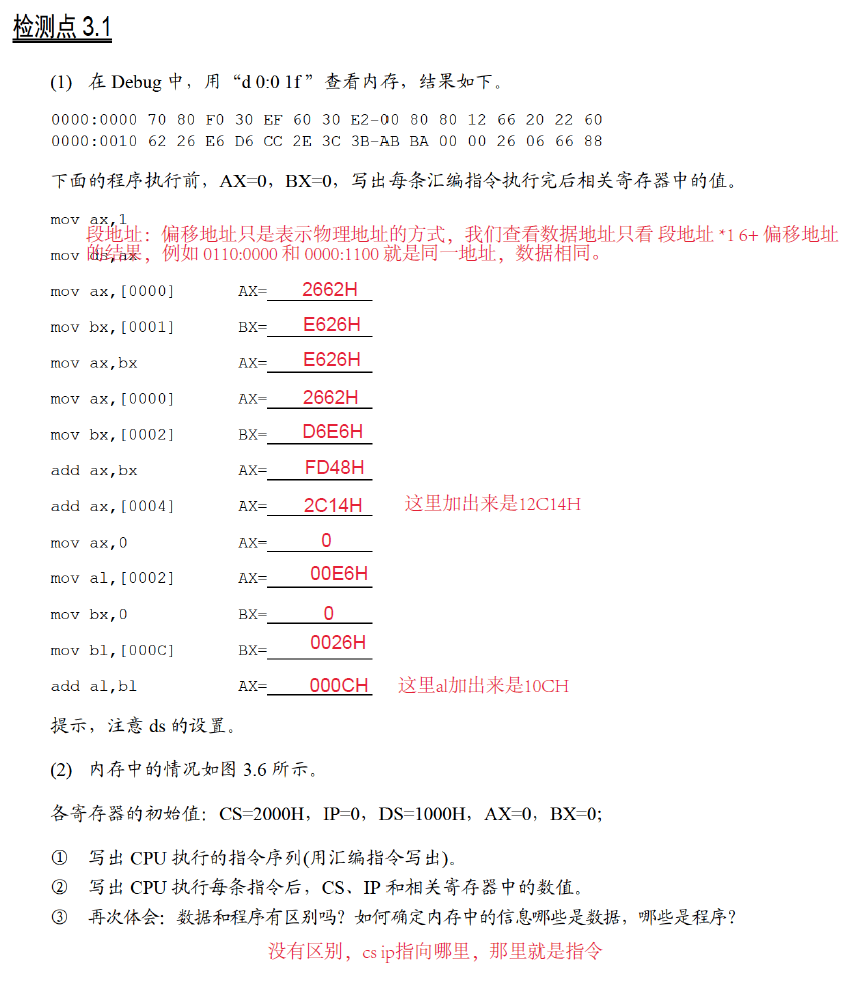 检测点 3.1
(1) 在 Debug 中，用“d 0:0 1f ”查看内存，结果如下。
0000:0000 70 80 F0 30 EF 60 30 E2-00 80 80 12 66 20 22 60
0000:0010 62 26 E6 D6 CC 2E 3C 3B-AB BA 00 00 26 06 66 88
下面的程序执行前，AX=0，BX=0，写出每条汇编指令执行完后相关寄存器中的值。
mov ax,1
段地址：偏移地址只是表示物理地址的方式，我们查看数据地址只看 段地址 *1 6+ 偏移地址
mov ds,ax
的结果，例如 0110:0000 和 0000:1100 就是同一地址，数据相同。
mov ax,[0000] AX= 2662H
mov bx,[0001] BX= E626H
mov ax,bx AX= E626H
mov ax,[0000] AX= 2662H
mov bx,[0002] BX= D6E6H
add ax,bx AX= FD48H
add ax,[0004] AX= 2C14H 这里加出来是12C14H
mov ax,0 AX= 0
mov al,[0002] AX= 00E6H
mov bx,0 BX= 0
mov bl,[000C] BX= 0026H
add al,bl AX= 000CH 这里al加出来是10CH
提示，注意 ds 的设置。
(2) 内存中的情况如图 3.6 所示。
各寄存器的初始值：CS=2000H，IP=0，DS=1000H，AX=0，BX=0;
① 写出 CPU 执行的指令序列(用汇编指令写出)。
② 写出 CPU 执行每条指令后，CS、IP 和相关寄存器中的数值。
③ 再次体会：数据和程序有区别吗？如何确定内存中的信息哪些是数据，哪些是程序？
没有区别，cs ip指向哪里，那里就是指令